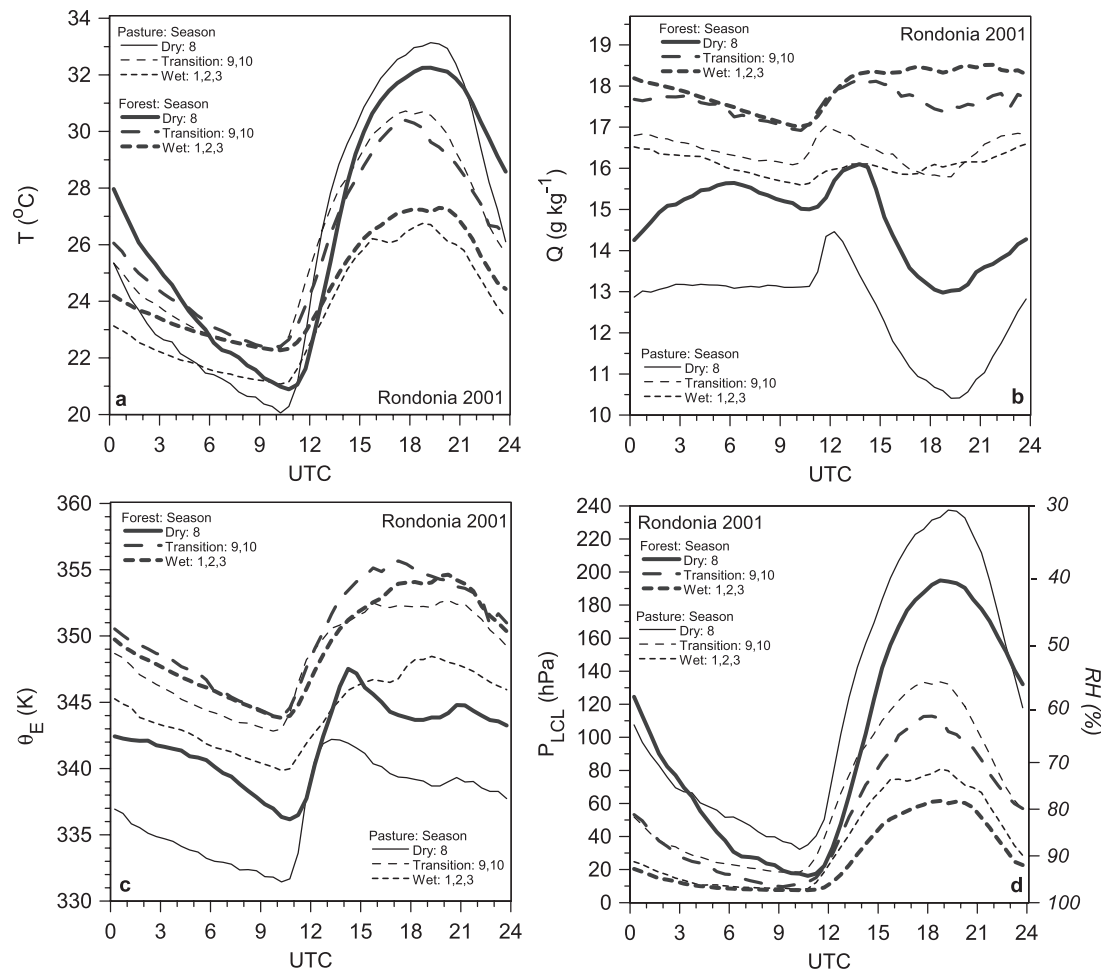 34
32
30
28
26
24
22
20
T (°C)
Pasture: Season
Dry: 8
Transition: 9,10
Wet: 1,2,3
Forest: Season
Dry: 8
Transition: 9,10
Wet: 1,2,3
a
Rondonia 2001
0 3 6 9 12 15 18 21 24
UTC
19
18
17
16
15
14
13
12
11
10
Q (g kg⁻¹)
Forest: Season
Dry: 8
Transition: 9,10
Wet: 1,2,3
Rondonia 2001
Pasture: Season
Dry: 8
Transition: 9,10
Wet: 1,2,3
b
0 3 6 9 12 15 18 21 24
UTC
360
355
350
345
340
335
330
θE (K)
Forest: Season
Dry: 8
Transition: 9,10
Wet: 1,2,3
Rondonia 2001
Pasture: Season
Dry: 8
Transition: 9,10
Wet: 1,2,3
c
0 3 6 9 12 15 18 21 24
UTC
240
220
200
180
160
140
120
100
80
60
40
20
0
PLCL (hPa)
Rondonia 2001
Forest: Season
Dry: 8
Transition: 9,10
Wet: 1,2,3
Pasture: Season
Dry: 8
Transition: 9,10
Wet: 1,2,3
d
30
40
50
60
70
80
90
100
RH (%)
0 3 6 9 12 15 18 21 24
UTC